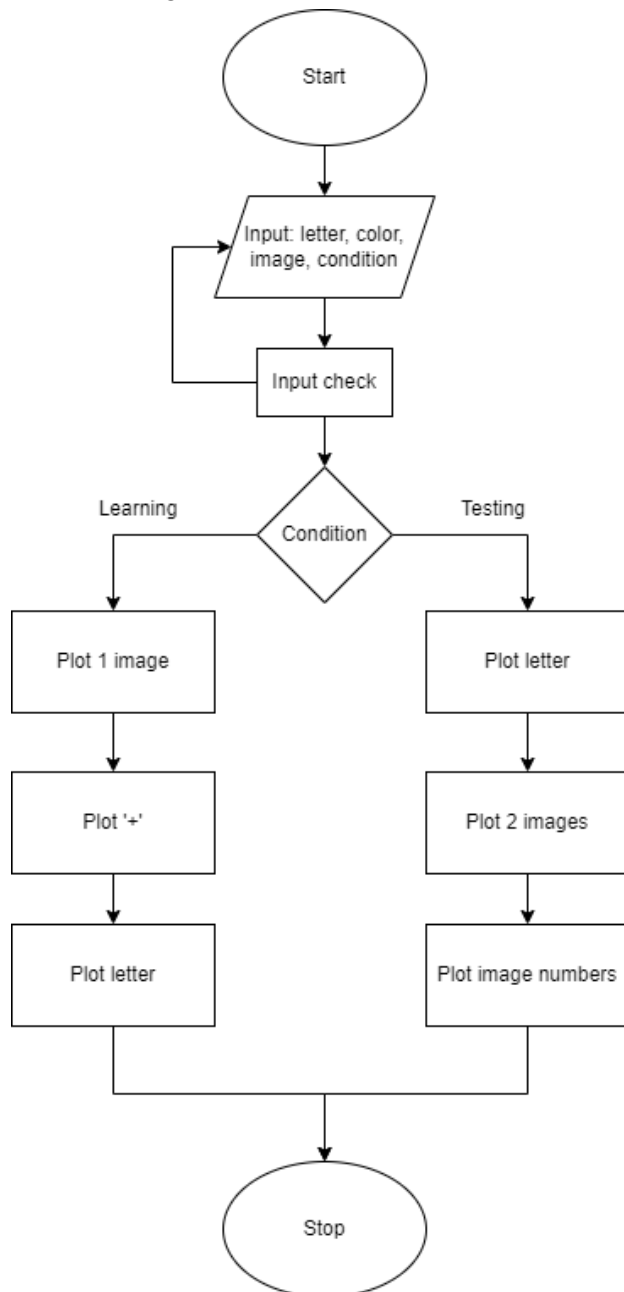 Start
Input: letter, color,
image, condition
Input check
Learning
Condition
Testing
Plot 1 image
Plot letter
Plot '+'
Plot 2 images
Plot letter
Plot image numbers
Stop